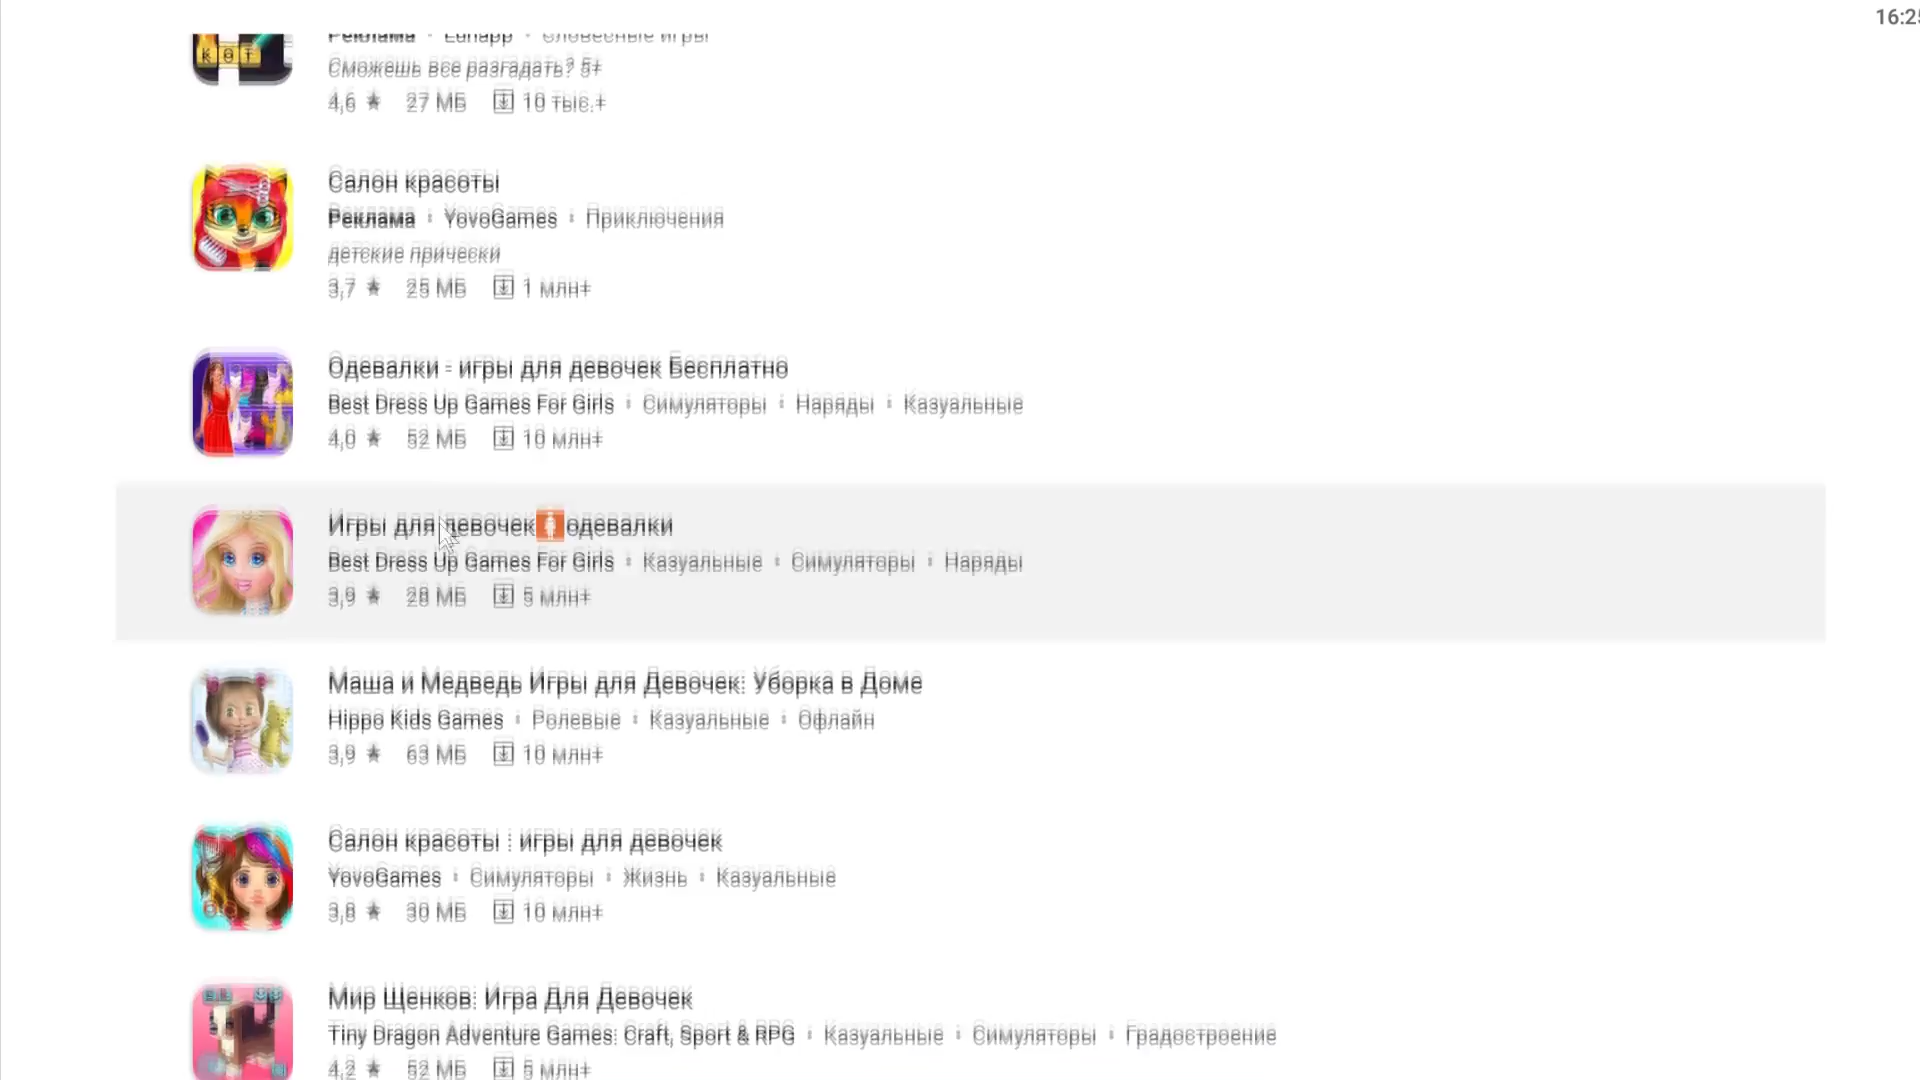 16:25
КОТ
Реклама · Lunapp · Словесные игры
Сможешь все разгадать? 5+
4,6 ★ 27 МБ 10 тыс.+
Салон красоты
Реклама · YovoGames · Приключения
детские прически
3,7 ★ 25 МБ 1 млн+
Одевалки - игры для девочек Бесплатно
Best Dress Up Games For Girls · Симуляторы · Наряды · Казуальные
4,0 ★ 52 МБ 10 млн+
Игры для девочек🚺одевалки
Best Dress Up Games For Girls · Казуальные · Симуляторы · Наряды
3,9 ★ 28 МБ 5 млн+
Маша и Медведь Игры для Девочек: Уборка в Доме
Hippo Kids Games · Ролевые · Казуальные · Офлайн
3,9 ★ 63 МБ 10 млн+
Салон красоты : игры для девочек
YovoGames · Симуляторы · Жизнь · Казуальные
3,8 ★ 30 МБ 10 млн+
Мир Щенков: Игра Для Девочек
Tiny Dragon Adventure Games: Craft, Sport & RPG · Казуальные · Симуляторы · Градостроение
4,2 ★ 52 МБ 5 млн+